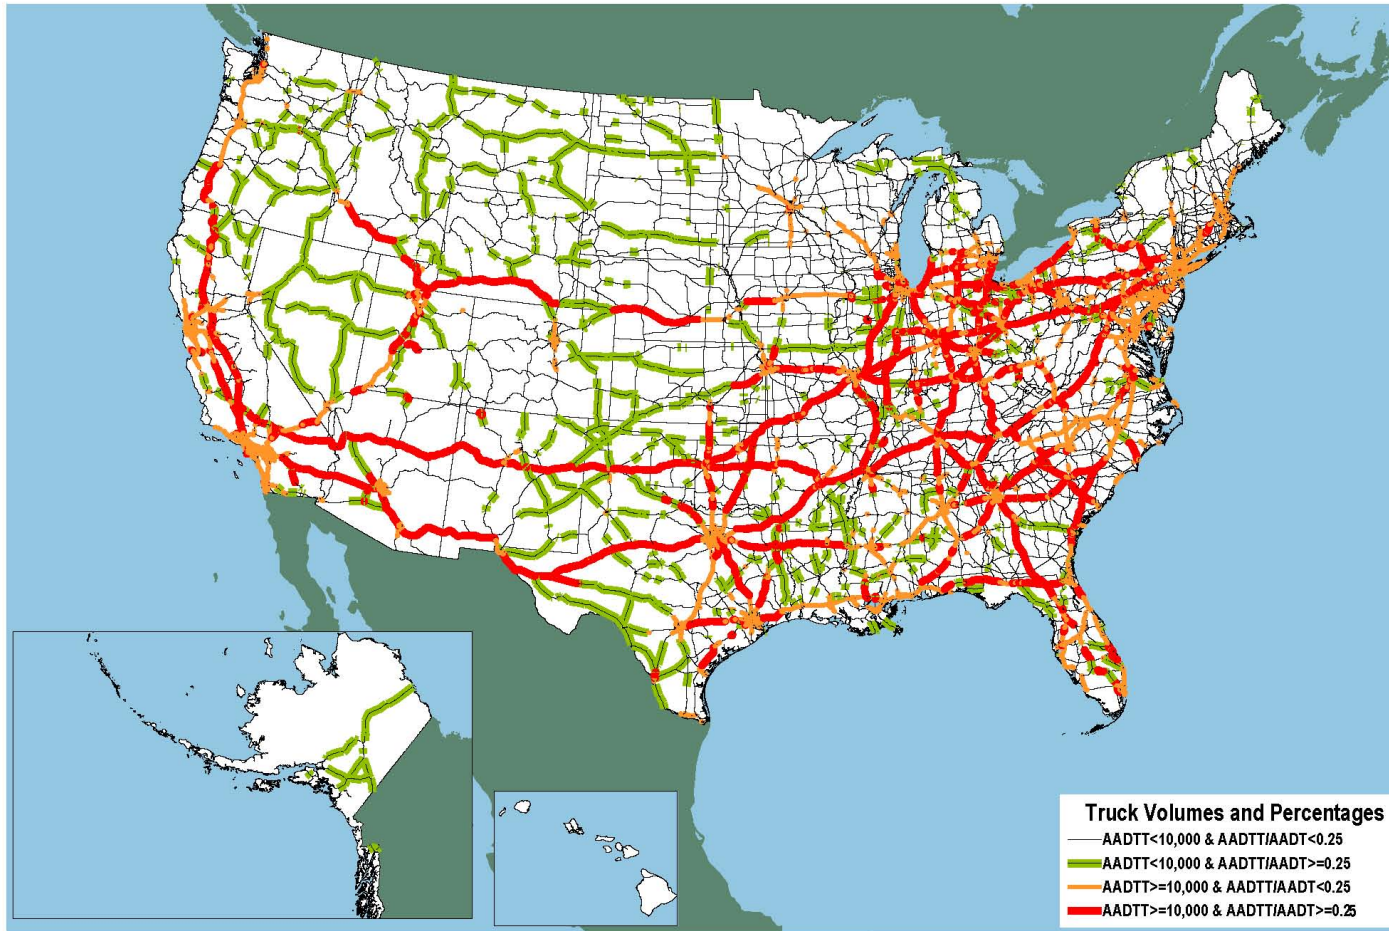 Truck Volumes and Percentages
AADTT<10,000 & AADTT/AADT<0.25
AADTT<10,000 & AADTT/AADT>=0.25
AADTT>=10,000 & AADTT/AADT<0.25
AADTT>=10,000 & AADTT/AADT>=0.25